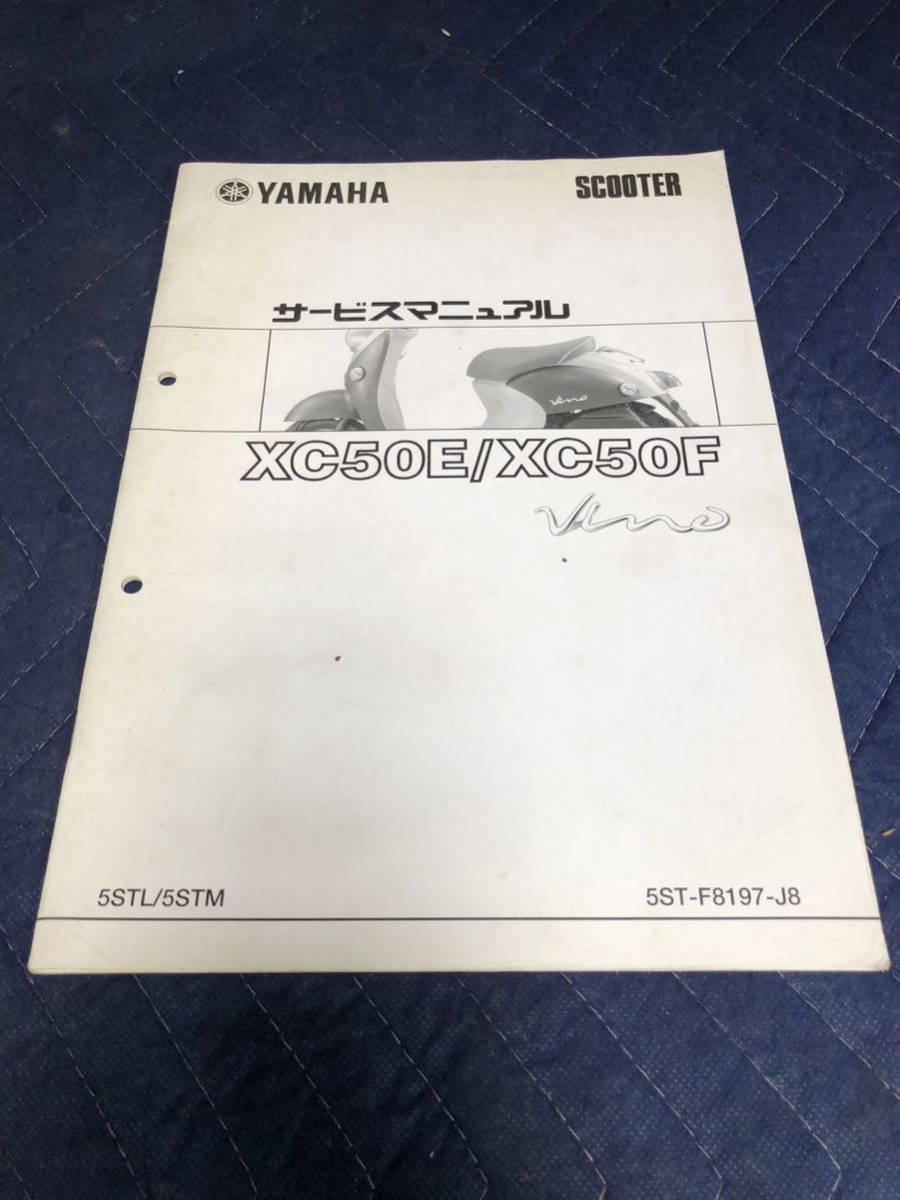 YAMAHA SCOOTER
サービスマニュアル
Vino
XC50E/XC50F
Vino
5STL/5STM 5ST-F8197-J8